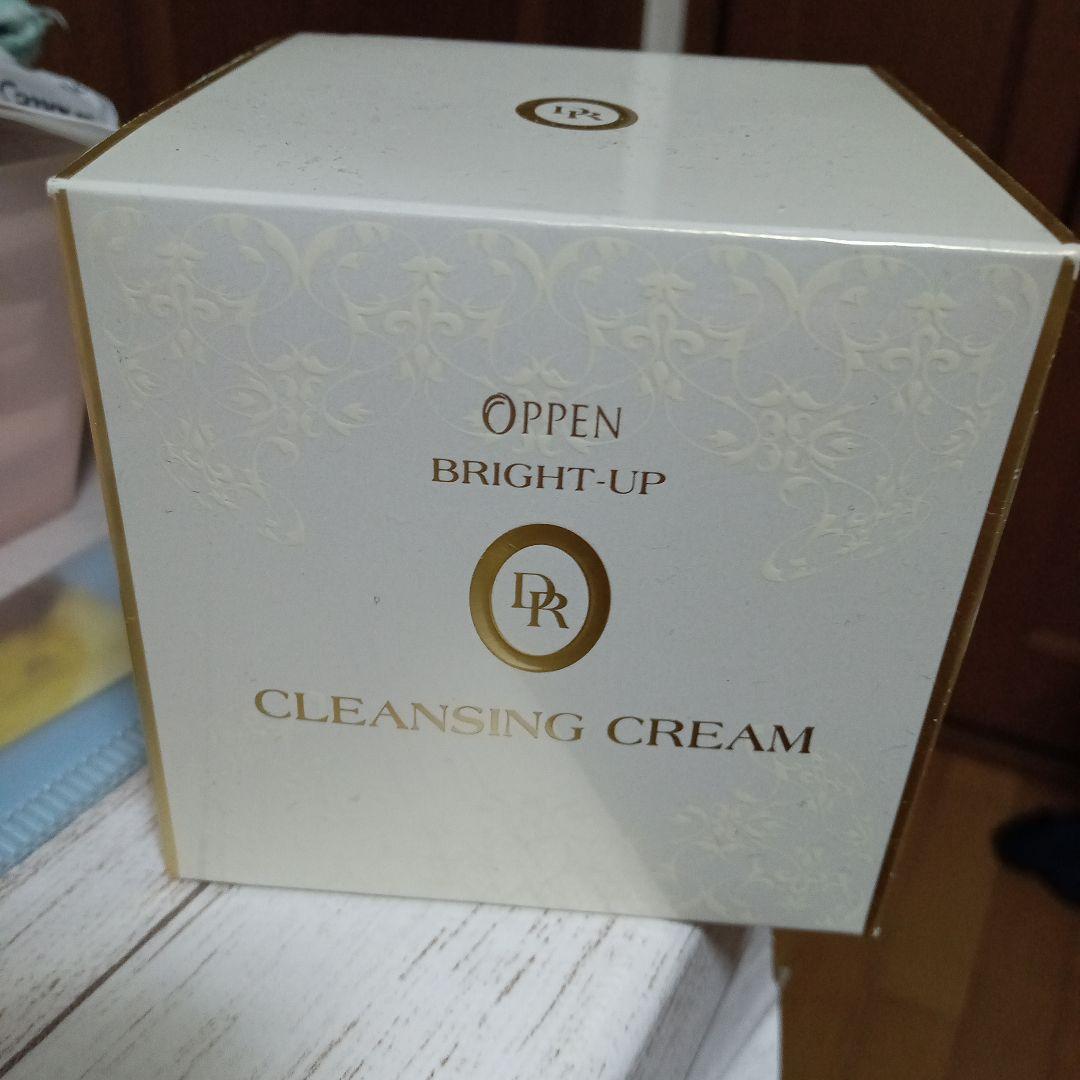 DR
OPPEN
BRIGHT-UP
DR
CLEANSING CREAM